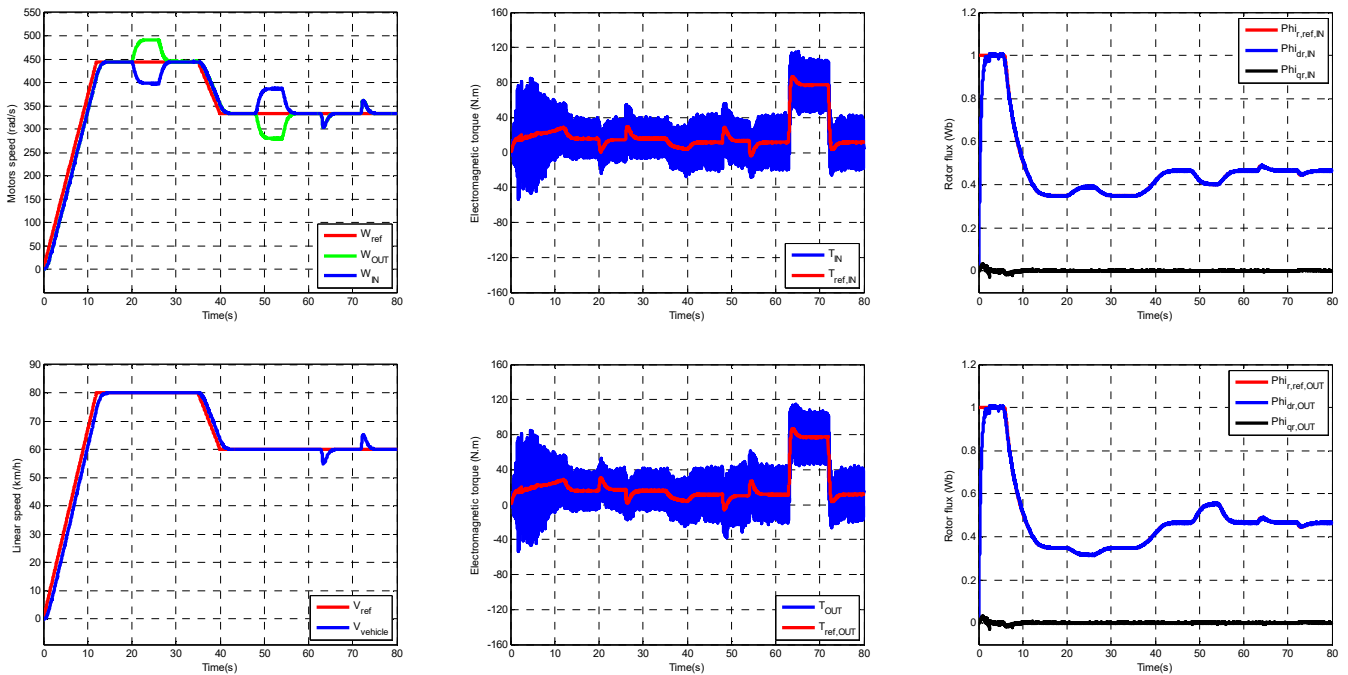 550
500
450
400
350
300
250
200
150
100
50
0
-50
0 10 20 30 40 50 60 70 80
Motors speed (rad/s)
Time(s)
W_ref
W_OUT
W_IN
160
120
80
40
0
-40
-80
-120
-160
0 10 20 30 40 50 60 70 80
Electromagnetic torque (N.m)
Time(s)
T_IN
T_ref,IN
1.2
1
0.8
0.6
0.4
0.2
0
0 10 20 30 40 50 60 70 80
Rotor flux (Wb)
Time(s)
Phi_r,ref,IN
Phi_dr,IN
Phi_qr,IN
90
80
70
60
50
40
30
20
10
0
0 10 20 30 40 50 60 70 80
Linear speed (km/h)
Time(s)
V_ref
V_vehicle
160
120
80
40
0
-40
-80
-120
-160
0 10 20 30 40 50 60 70 80
Electromagnetic torque (N.m)
Time(s)
T_OUT
T_ref,OUT
1.2
1
0.8
0.6
0.4
0.2
0
0 10 20 30 40 50 60 70 80
Rotor flux (Wb)
Time(s)
Phi_r,ref,OUT
Phi_dr,OUT
Phi_qr,OUT